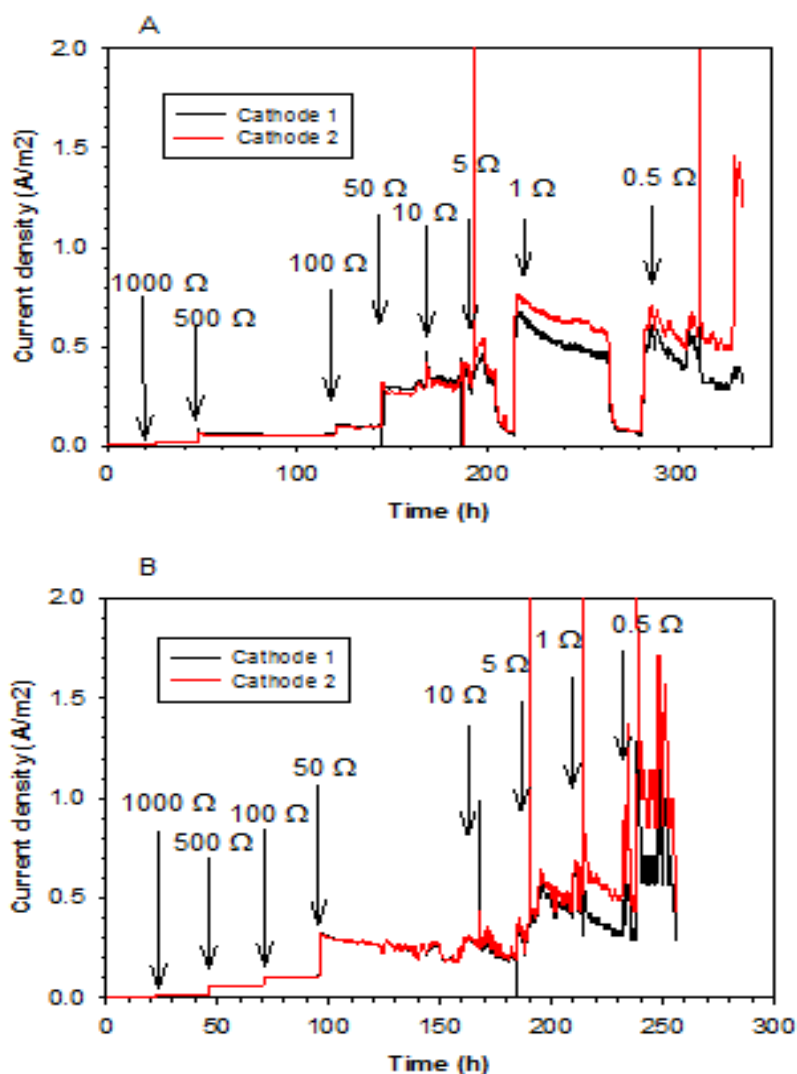 A
2.0
1.5
1.0
0.5
0.0
Current density (A/m2)
Cathode 1
Cathode 2
1000 Ω
500 Ω
100 Ω
50 Ω
10 Ω
5 Ω
1 Ω
0.5 Ω
0 100 200 300
Time (h)
B
2.0
1.5
1.0
0.5
0.0
Current density (A/m2)
Cathode 1
Cathode 2
1000 Ω
500 Ω
100 Ω
50 Ω
10 Ω
5 Ω
1 Ω
0.5 Ω
0 50 100 150 200 250 300
Time (h)